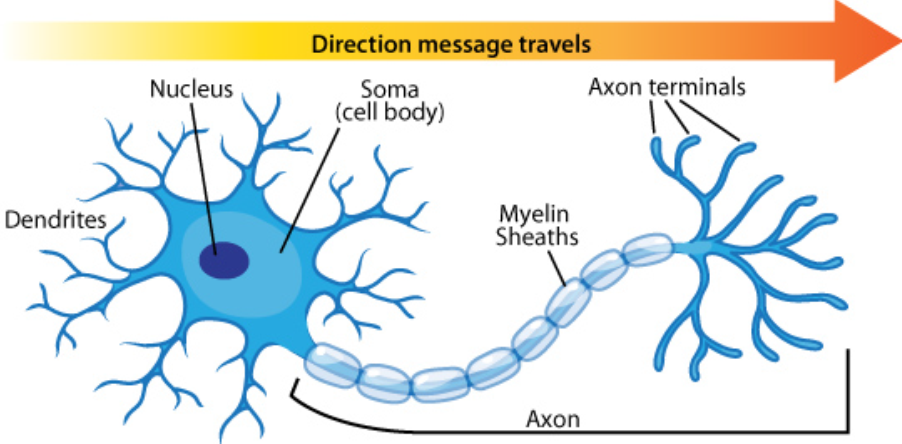 Direction message travels
Nucleus
Soma
(cell body)
Axon terminals
Dendrites
Myelin
Sheaths
Axon